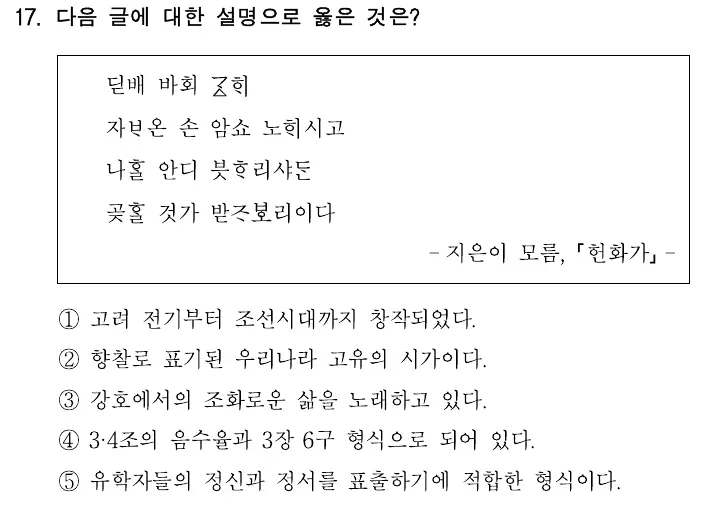 17. 다음 글에 대한 설명으로 옳은 것은?
딛배 바회 ᄀᆞᇫᄒᆡ
자ᄇᆞ온 손 암쇼 노ᄒᆡ시고
나ᄒᆞᆯ 안디 븟ᄒᆞ리샤ᄃᆞᆫ
곶ᄒᆞᆯ 것가 받ᄌᆞᄫᅩ리이다
- 지은이 모름, 「헌화가」 -
① 고려 전기부터 조선시대까지 창작되었다.
② 향찰로 표기된 우리나라 고유의 시가이다.
③ 강호에서의 조화로운 삶을 노래하고 있다.
④ 3·4조의 음수율과 3장 6구 형식으로 되어 있다.
⑤ 유학자들의 정신과 정서를 표출하기에 적합한 형식이다.